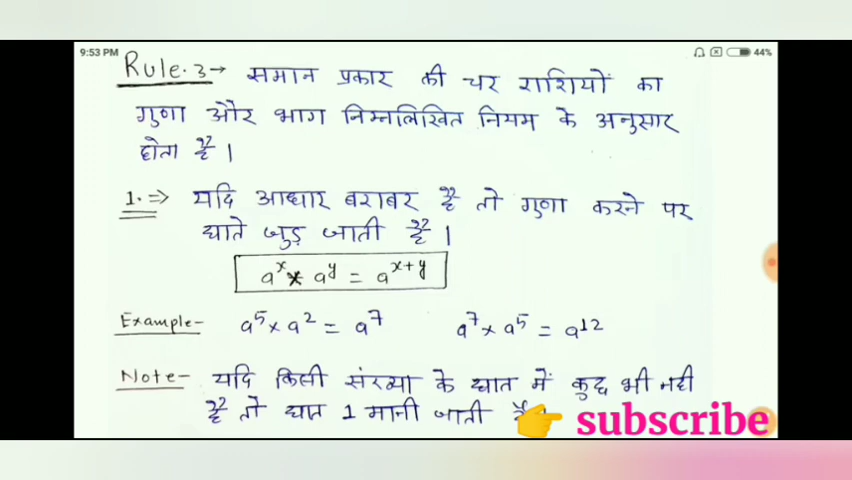 9:53 PM 44%
Rule.3→ समान प्रकार की चर राशियों का
गुणा और भाग निम्नलिखित नियम के अनुसार
होता है।
1.⇒ यदि आधार बराबर है तो गुणा करने पर
घाते जुड़ जाती है।
a^x × a^y = a^(x+y)
Example- a^5 × a^2 = a^7 a^7 × a^5 = a^12
Note- यदि किसी संख्या के घात में कुछ भी नही
है तो घात 1 मानी जाती है।
subscribe